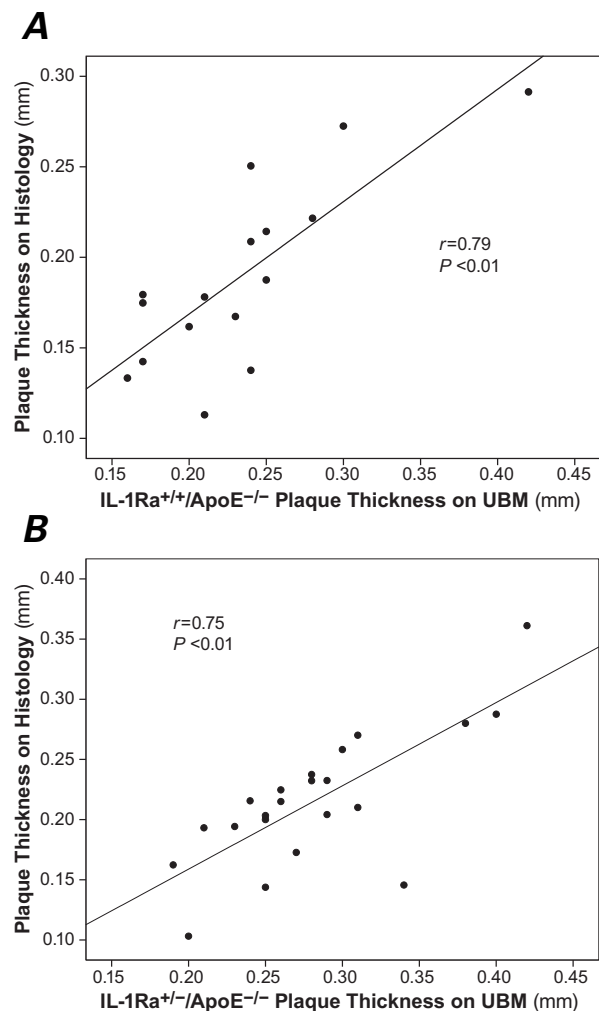 A
Plaque Thickness on Histology (mm)
0.30
0.25
0.20
0.15
0.10
r=0.79
P <0.01
0.15 0.20 0.25 0.30 0.40 0.45
IL-1Ra+/+/ApoE−/− Plaque Thickness on UBM (mm)
B
Plaque Thickness on Histology (mm)
0.40
0.35
0.30
0.25
0.20
0.15
0.10
r=0.75
P <0.01
0.15 0.20 0.25 0.30 0.40 0.45
IL-1Ra+/−/ApoE−/− Plaque Thickness on UBM (mm)